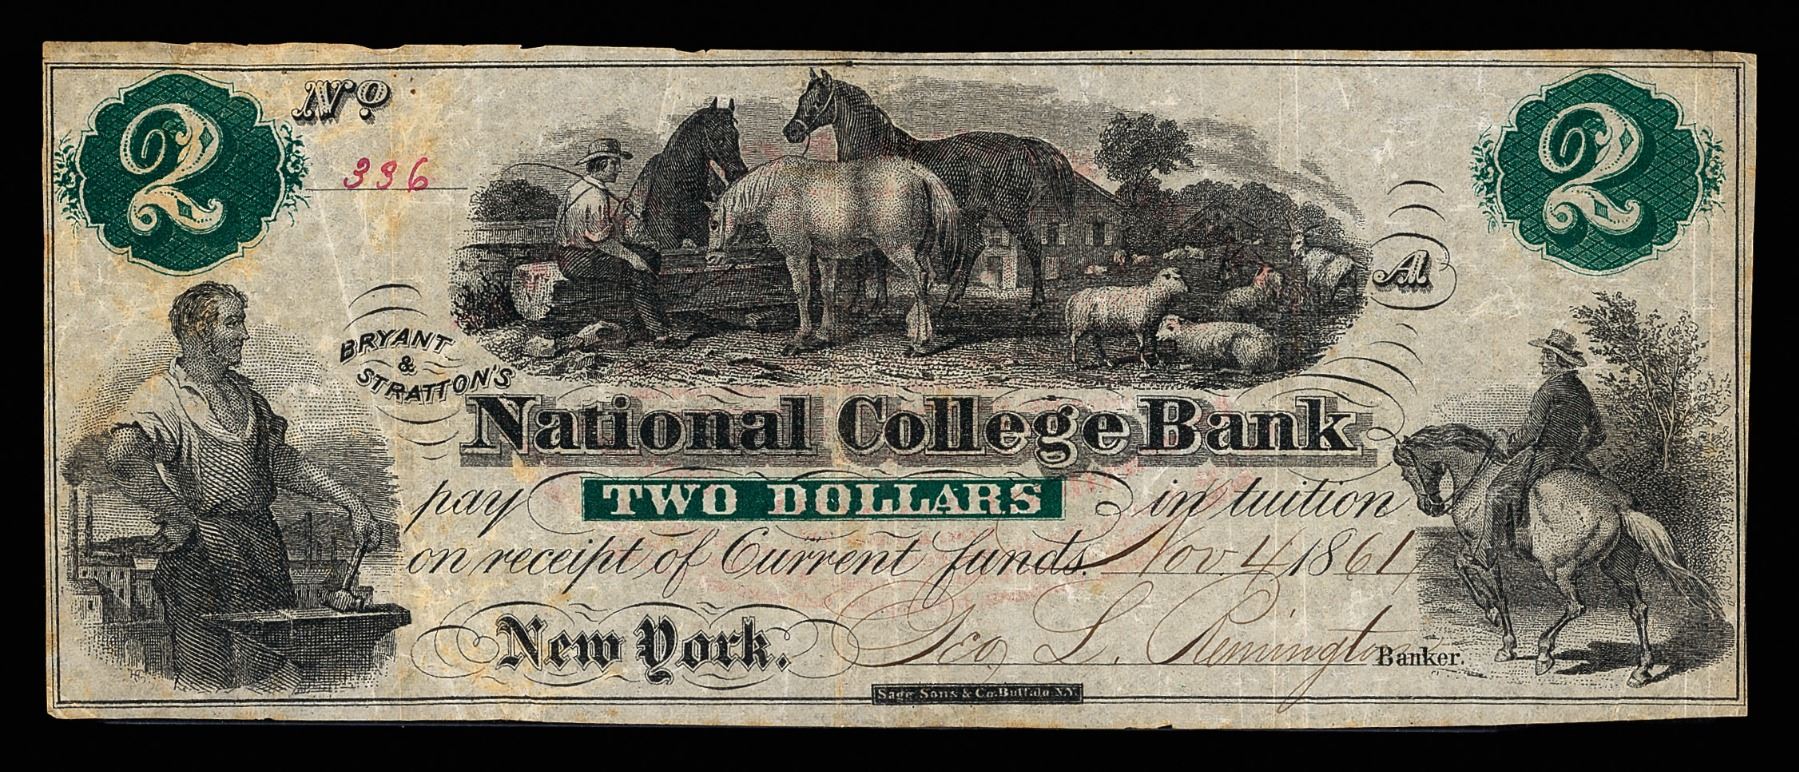 2
No
336
2
A
BRYANT
&
STRATTON'S
National College Bank
pay TWO DOLLARS in tuition
on receipt of Current funds. Nov 4 1861
New York. Geo L. Remington Banker.
Sage Sons & Co. Buffalo N.Y.